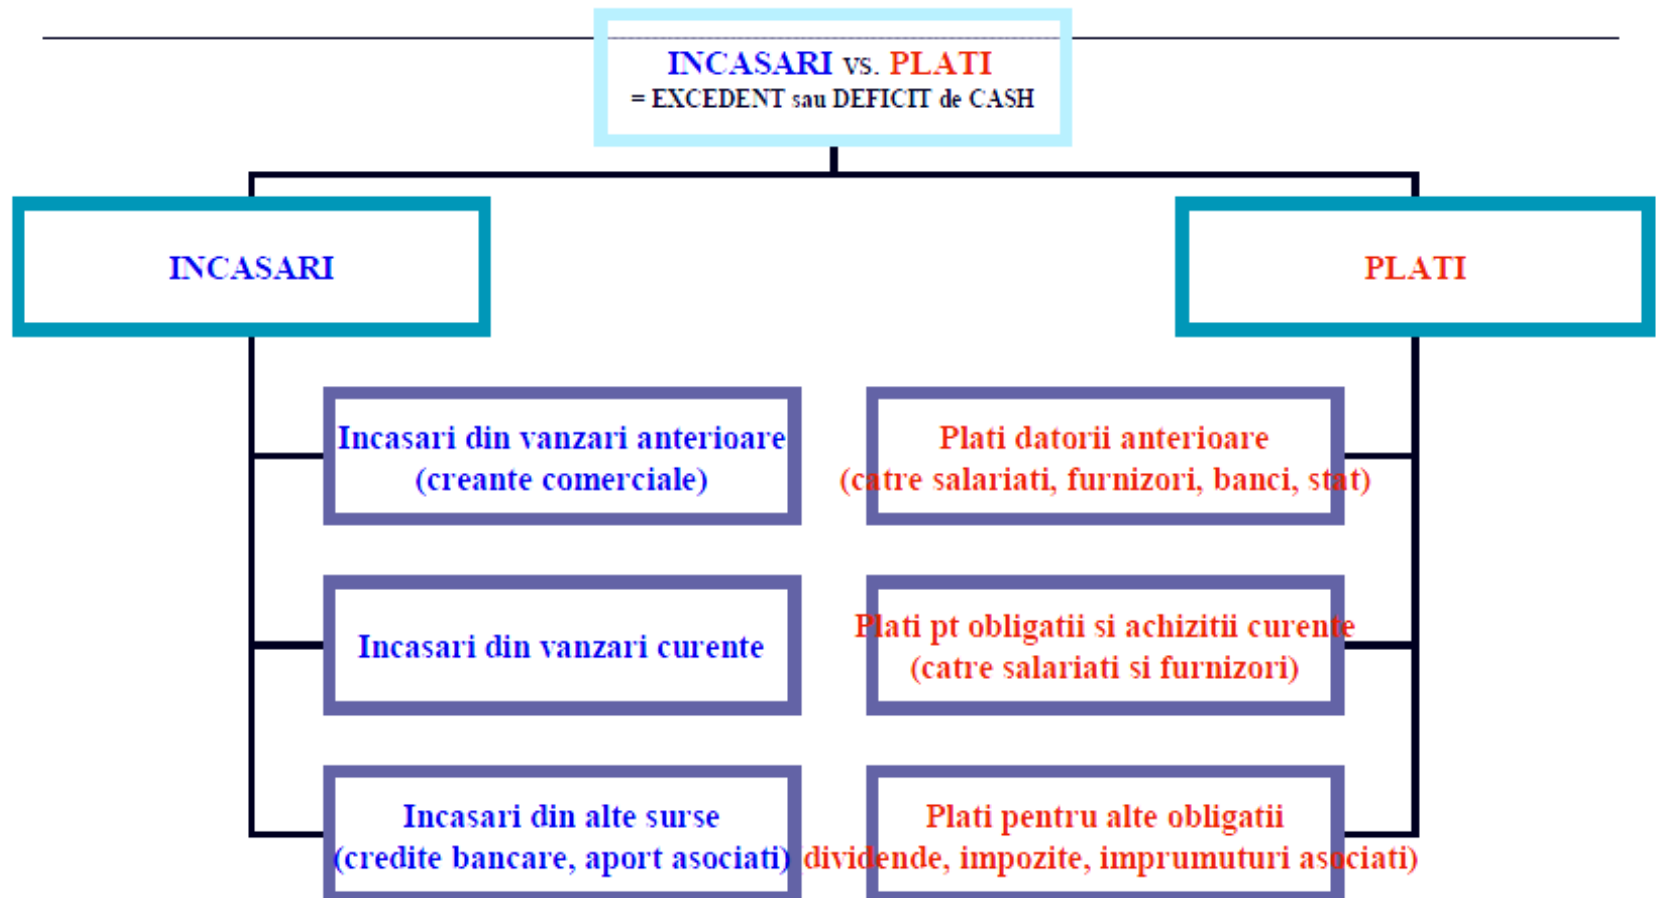 INCASARI vs. PLATI
= EXCEDENT sau DEFICIT de CASH
INCASARI
PLATI
Incasari din vanzari anterioare
(creante comerciale)
Plati datorii anterioare
(catre salariati, furnizori, banci, stat)
Incasari din vanzari curente
Plati pt obligatii si achizitii curente
(catre salariati si furnizori)
Incasari din alte surse
(credite bancare, aport asociati)
Plati pentru alte obligatii
(dividende, impozite, imprumuturi asociati)